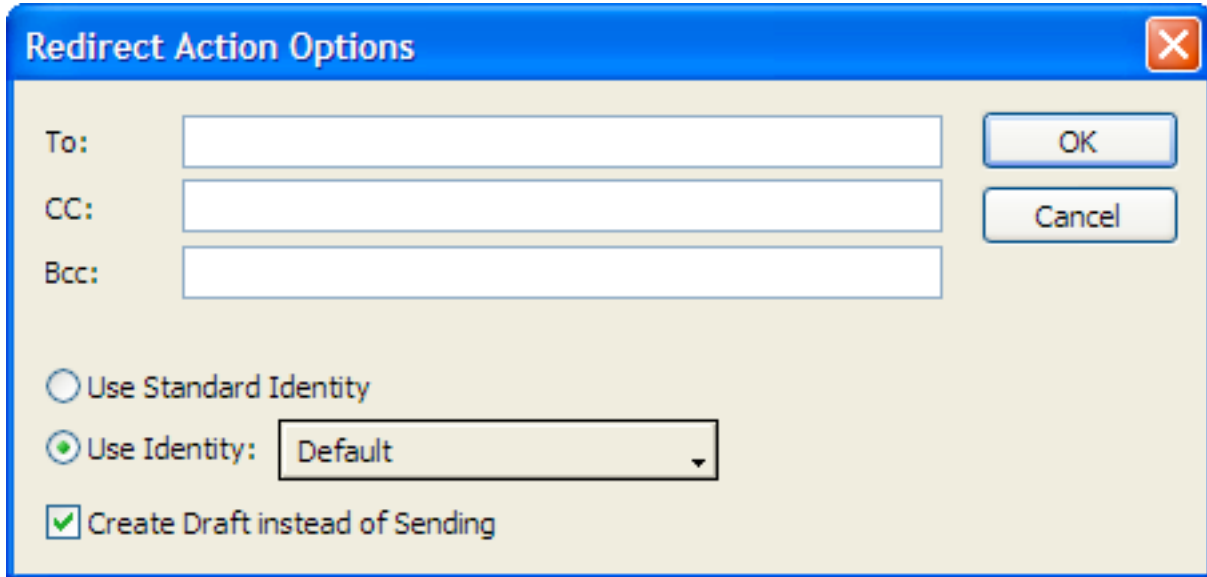 Redirect Action Options
To:
OK
CC:
Cancel
Bcc:
Use Standard Identity
Use Identity: Default
Create Draft instead of Sending